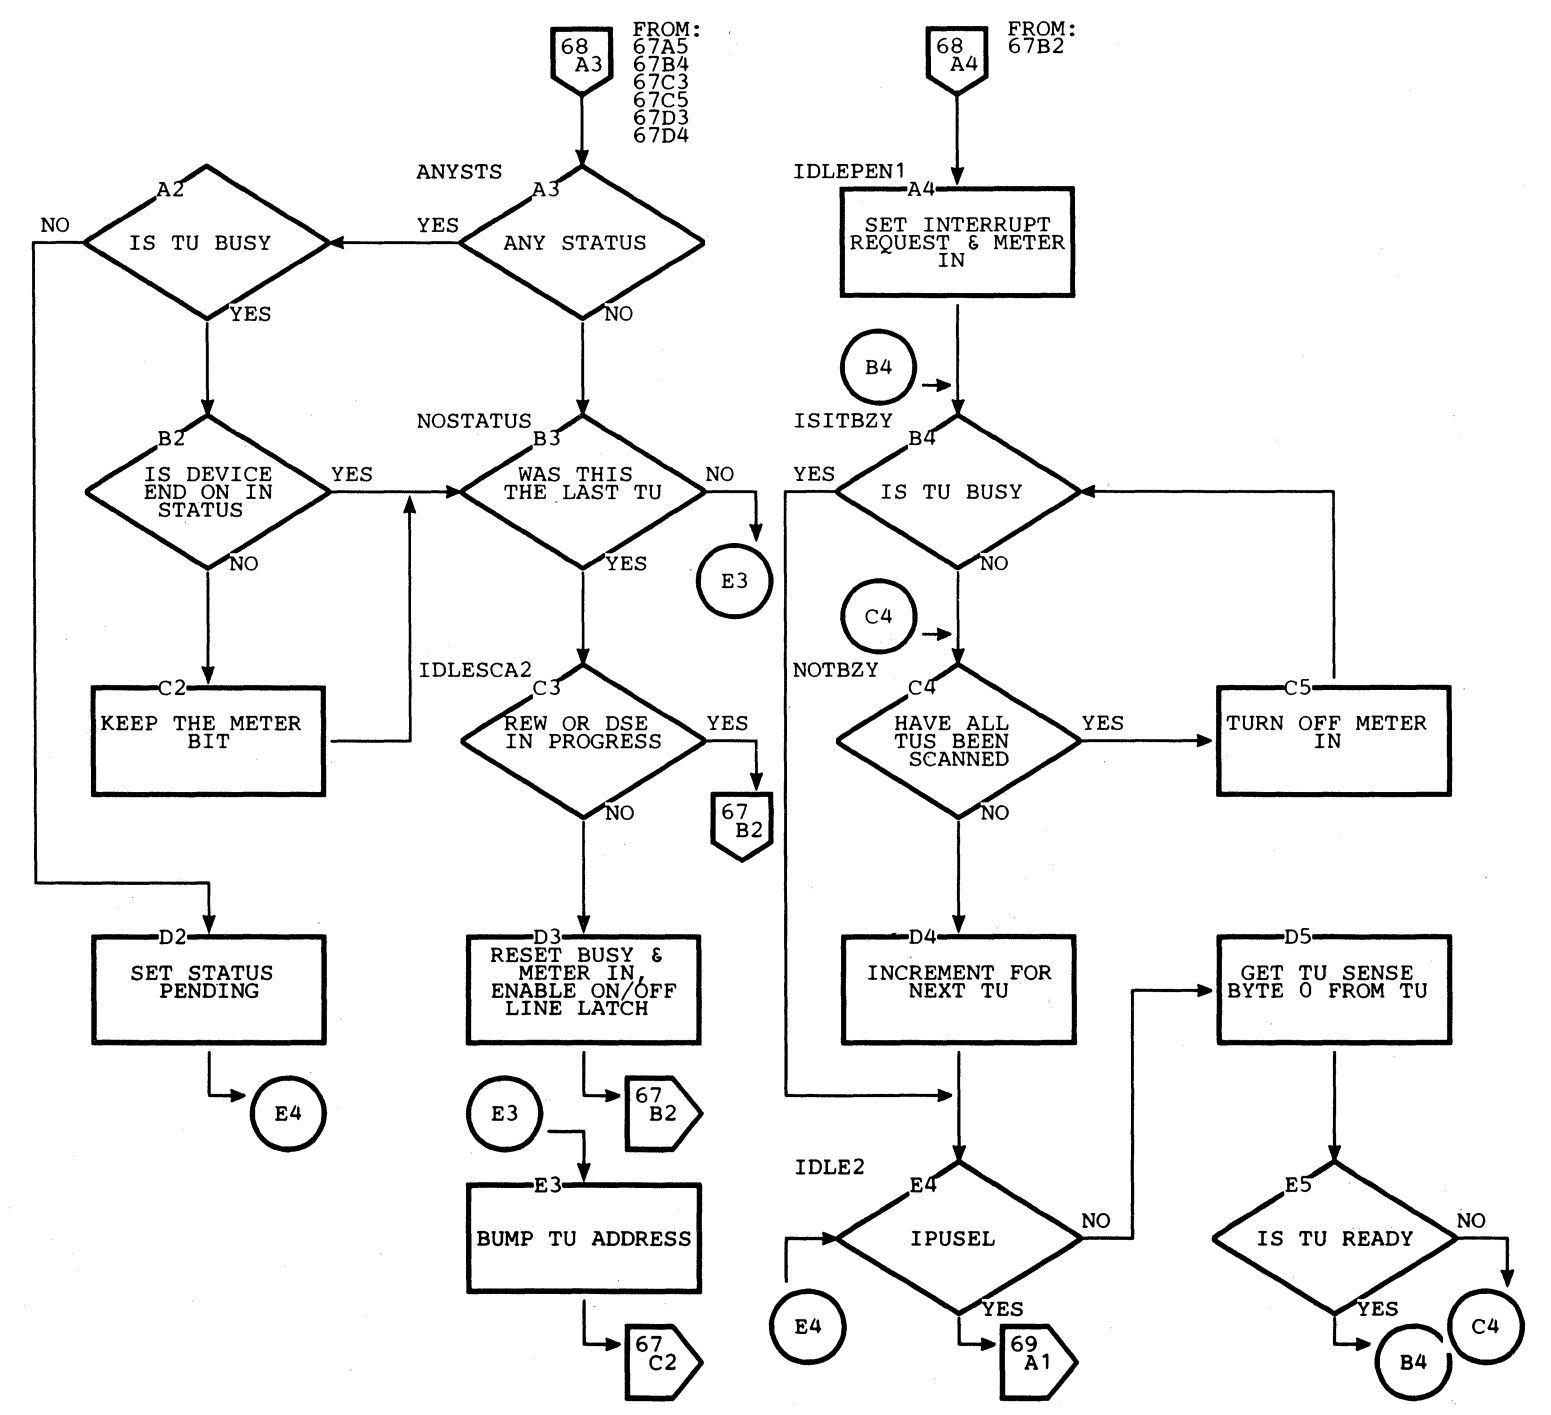 68
A3
FROM:
67A5
67B4
67C3
67C5
67D3
67D4
68
A4
FROM:
67B2
A2
IS TU BUSY
NO
YES
ANYSTS
A3
ANY STATUS
YES
NO
IDLEPEN1
A4
SET INTERRUPT
REQUEST & METER
IN
B4
B2
IS DEVICE
END ON IN
STATUS
YES
NO
NOSTATUS
B3
WAS THIS
THE LAST TU
NO
YES
E3
ISITBZY
B4
IS TU BUSY
YES
NO
C4
C2
KEEP THE METER
BIT
IDLESCA2
C3
REW OR DSE
IN PROGRESS
YES
NO
67
B2
NOTBZY
C4
HAVE ALL
TUS BEEN
SCANNED
YES
NO
C5
TURN OFF METER
IN
D2
SET STATUS
PENDING
E4
D3
RESET BUSY &
METER IN,
ENABLE ON/OFF
LINE LATCH
67
B2
D4
INCREMENT FOR
NEXT TU
D5
GET TU SENSE
BYTE 0 FROM TU
E3
E3
BUMP TU ADDRESS
67
C2
IDLE2
E4
IPUSEL
NO
YES
E4
69
A1
E5
IS TU READY
NO
YES
B4
C4